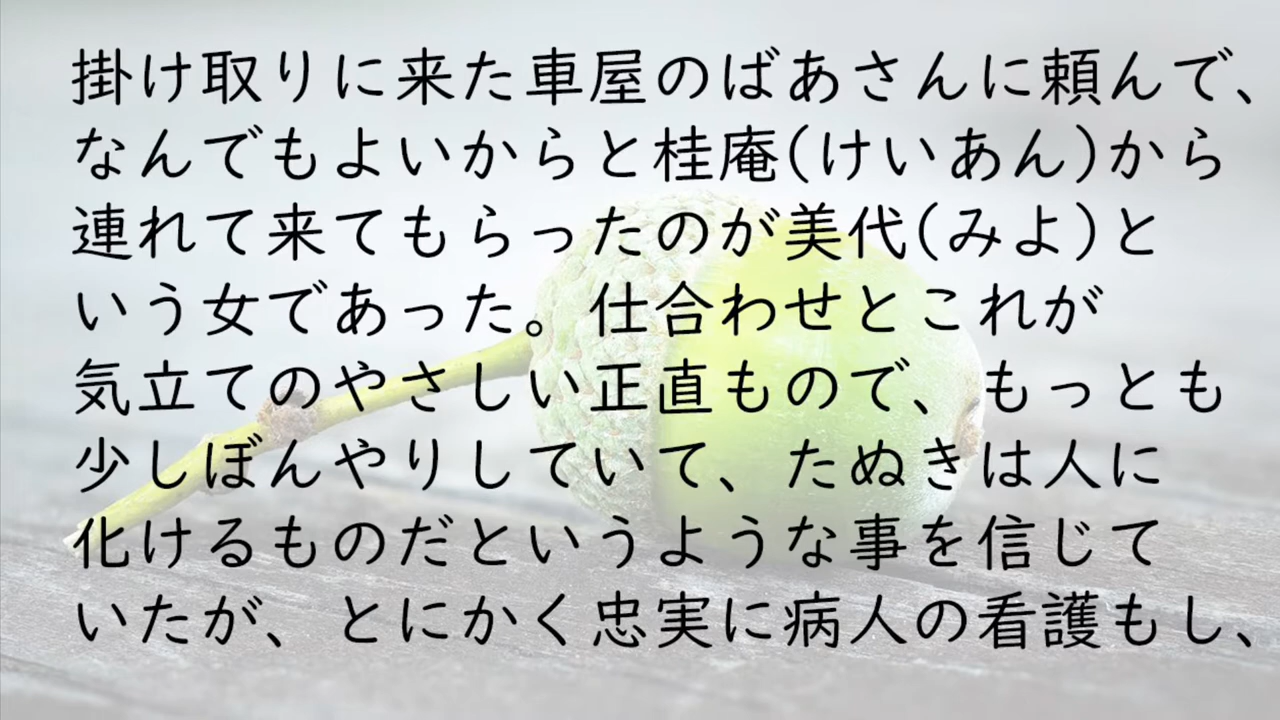 掛け取りに来た車屋のばあさんに頼んで、
なんでもよいからと桂庵(けいあん)から
連れて来てもらったのが美代(みよ)と
いう女であった。仕合わせとこれが
気立てのやさしい正直もので、もっとも
少しぼんやりしていて、たぬきは人に
化けるものだというような事を信じて
いたが、とにかく忠実に病人の看護もし、